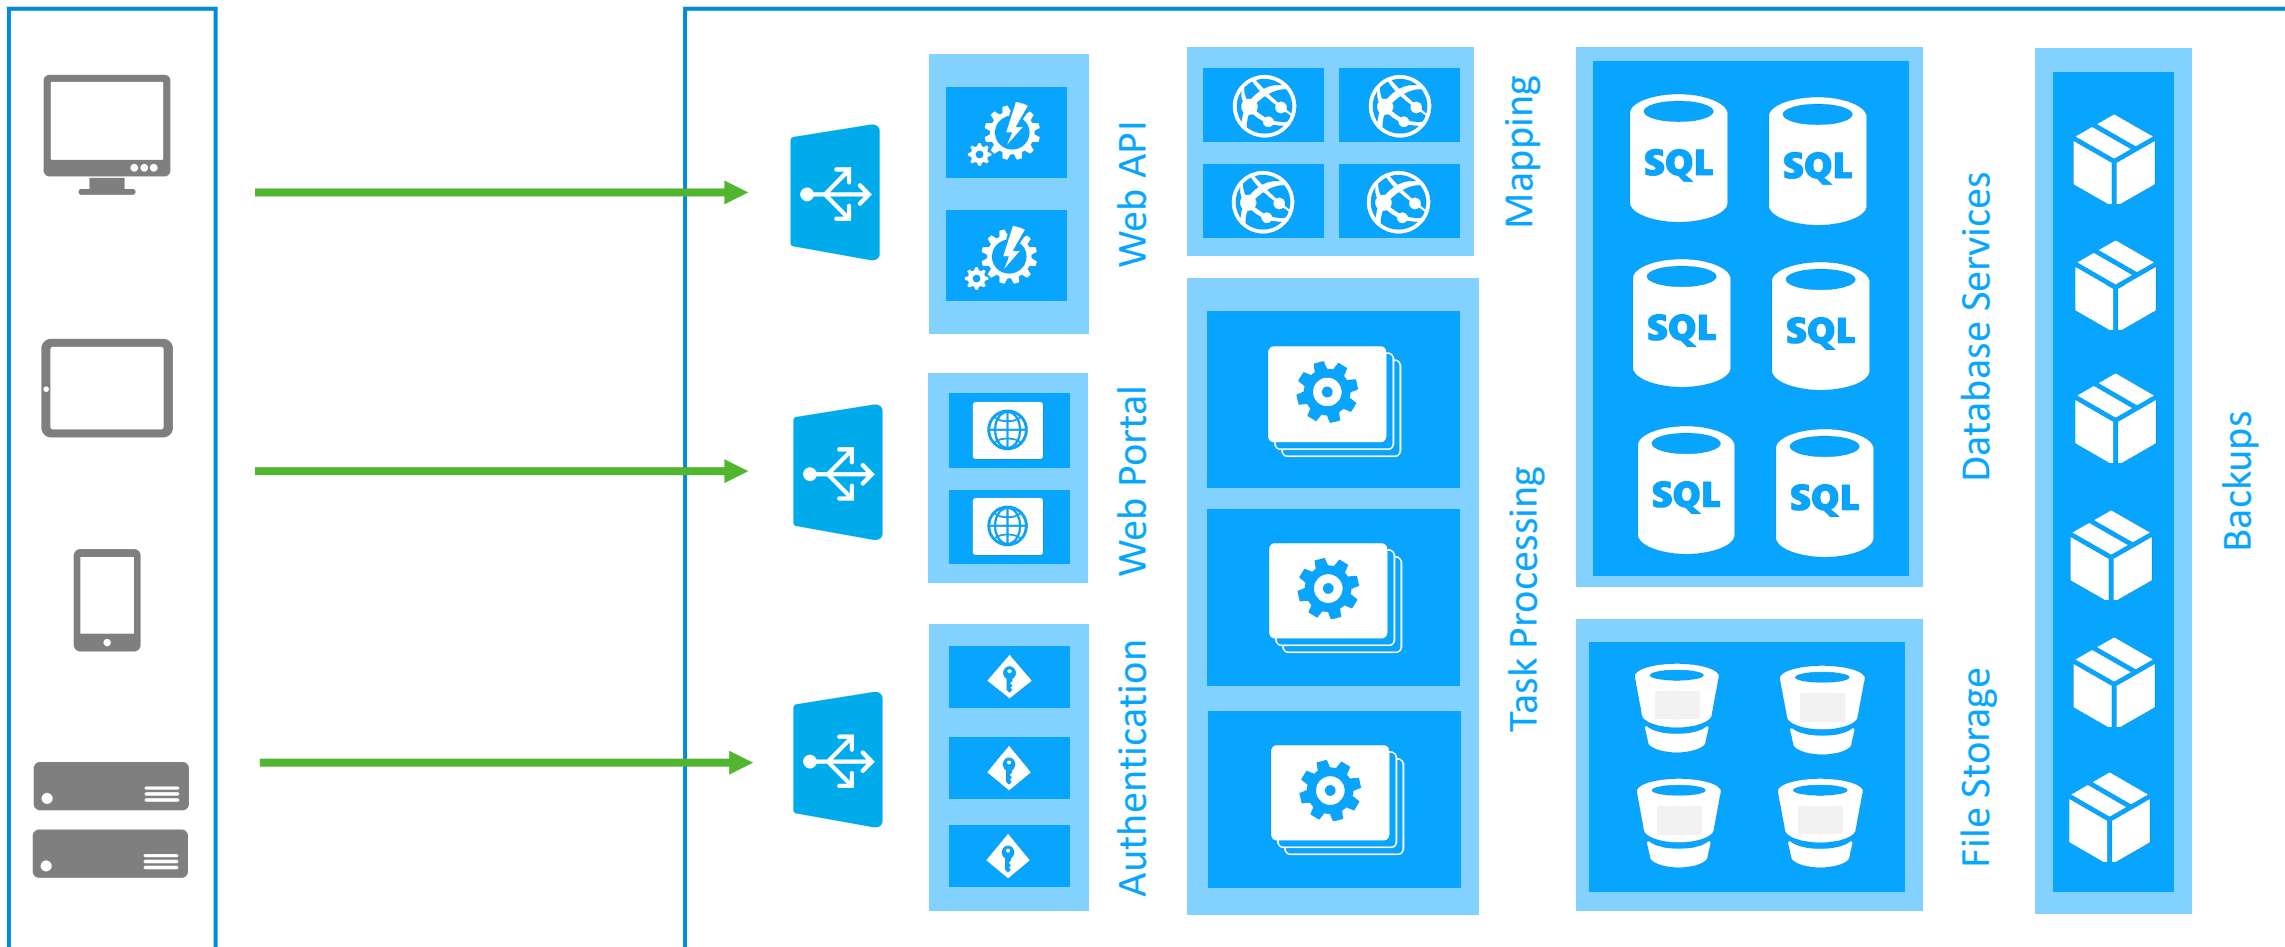 Web API
Web Portal
Authentication
Mapping
Task Processing
SQL
SQL
SQL
SQL
SQL
SQL
Database Services
File Storage
Backups